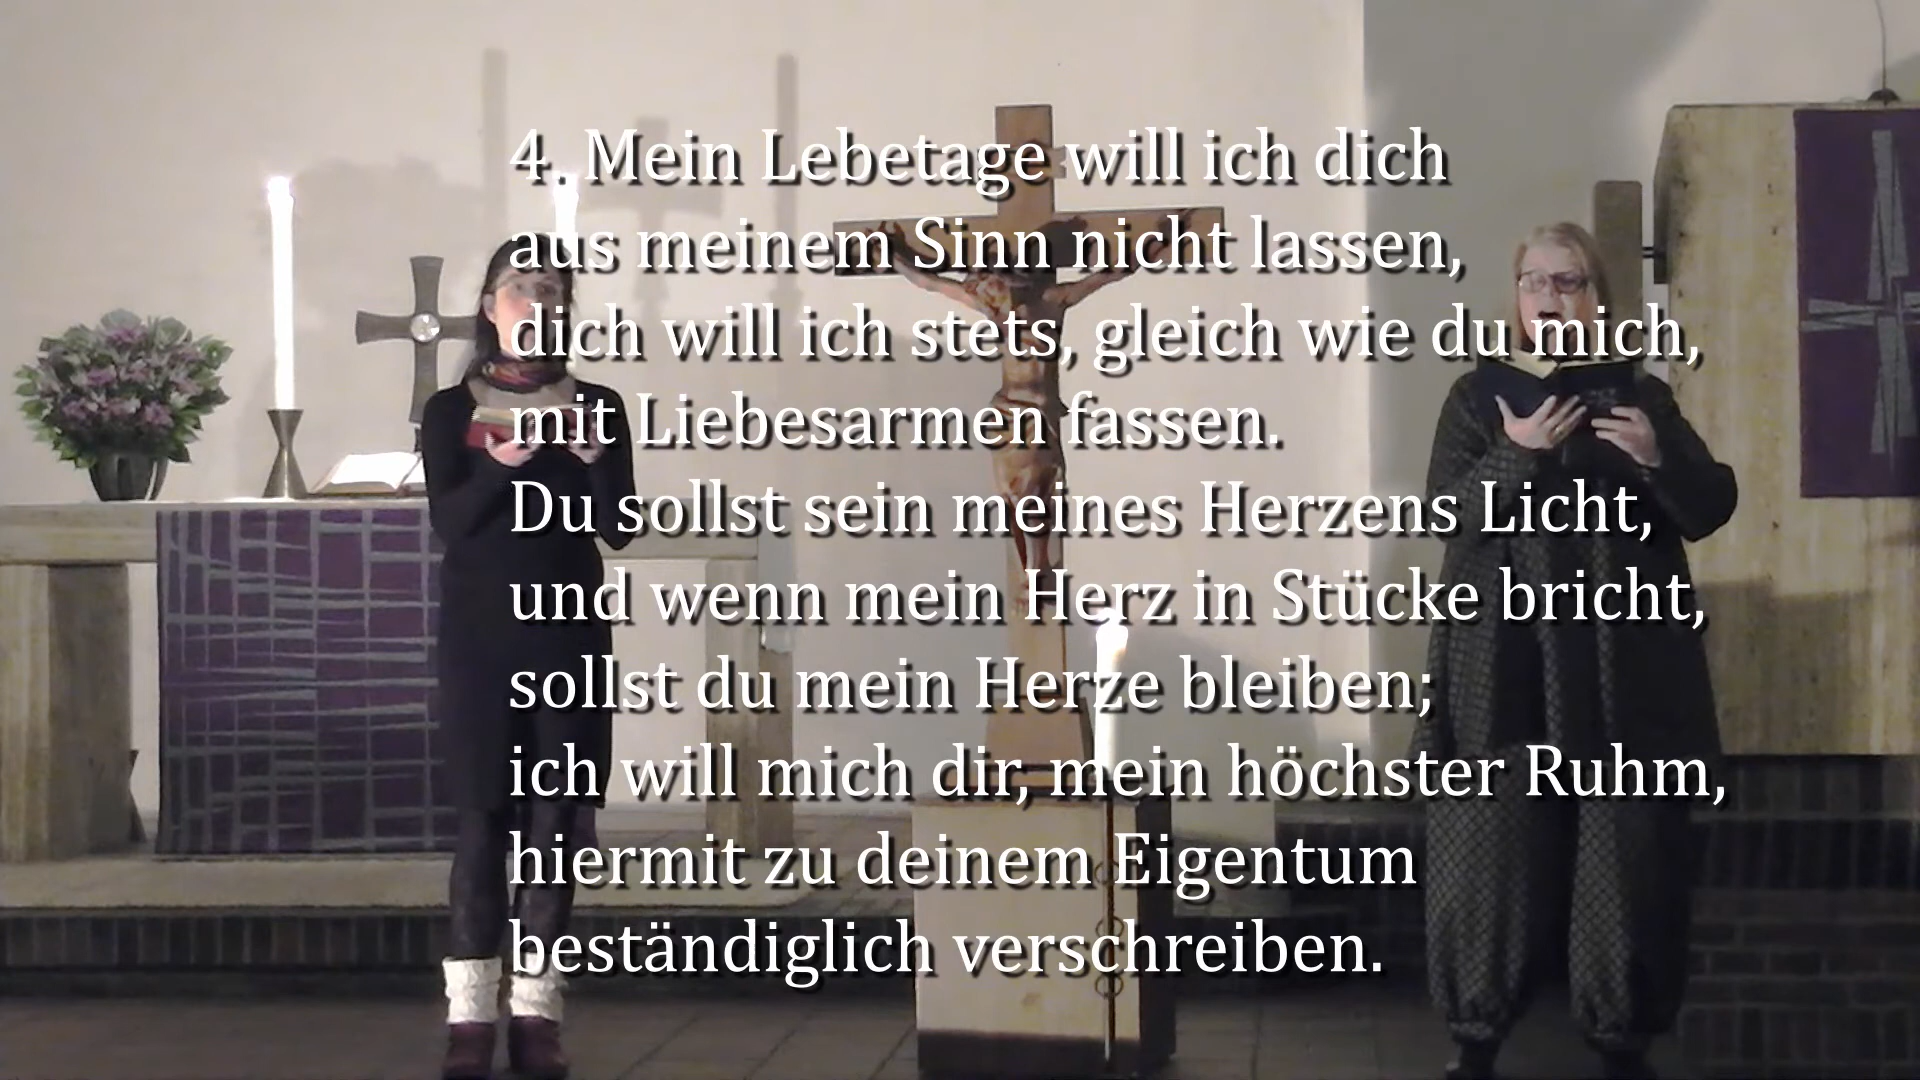 4. Mein Lebetage will ich dich
aus meinem Sinn nicht lassen,
dich will ich stets, gleich wie du mich,
mit Liebesarmen fassen.
Du sollst sein meines Herzens Licht,
und wenn mein Herz in Stücke bricht,
sollst du mein Herze bleiben;
ich will mich dir, mein höchster Ruhm,
hiermit zu deinem Eigentum
beständiglich verschreiben.